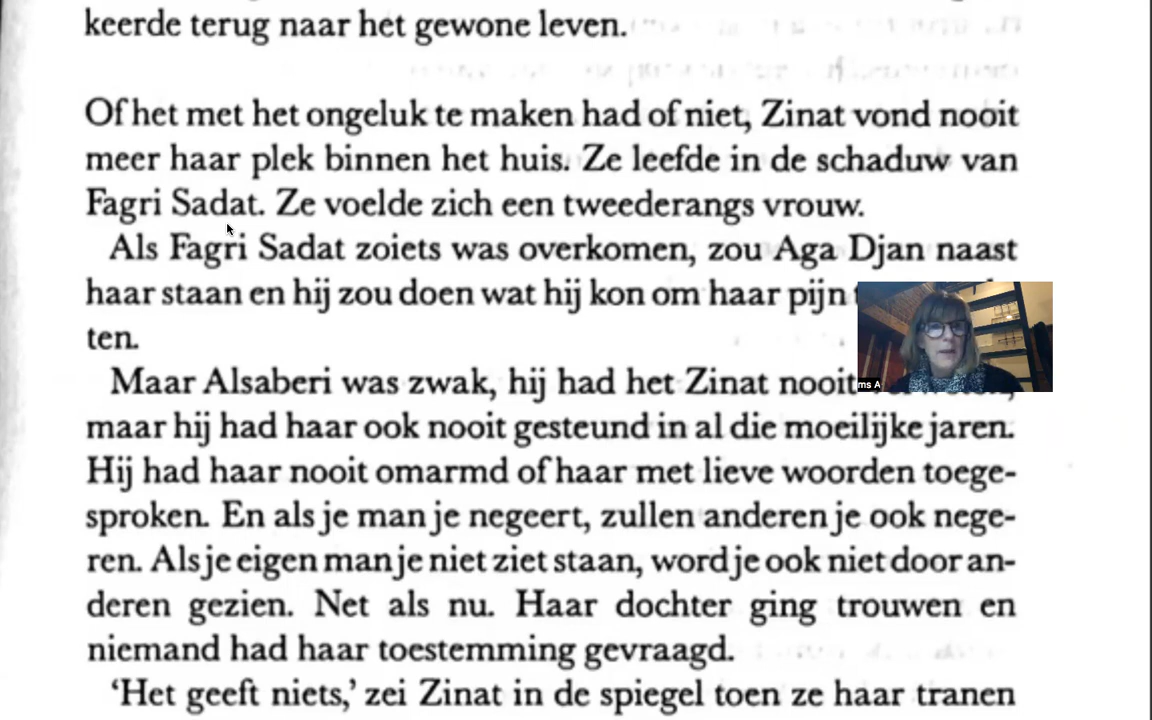 keerde terug naar het gewone leven.
Of het met het ongeluk te maken had of niet, Zinat vond nooit
meer haar plek binnen het huis. Ze leefde in de schaduw van
Fagri Sadat. Ze voelde zich een tweederangs vrouw.
Als Fagri Sadat zoiets was overkomen, zou Aga Djan naast
haar staan en hij zou doen wat hij kon om haar pijn
ten.
Maar Alsaberi was zwak, hij had het Zinat nooit
maar hij had haar ook nooit gesteund in al die moeilijke jaren.
Hij had haar nooit omarmd of haar met lieve woorden toege-
sproken. En als je man je negeert, zullen anderen je ook nege-
ren. Als je eigen man je niet ziet staan, word je ook niet door an-
deren gezien. Net als nu. Haar dochter ging trouwen en
niemand had haar toestemming gevraagd.
‘Het geeft niets,’ zei Zinat in de spiegel toen ze haar tranen
ms A